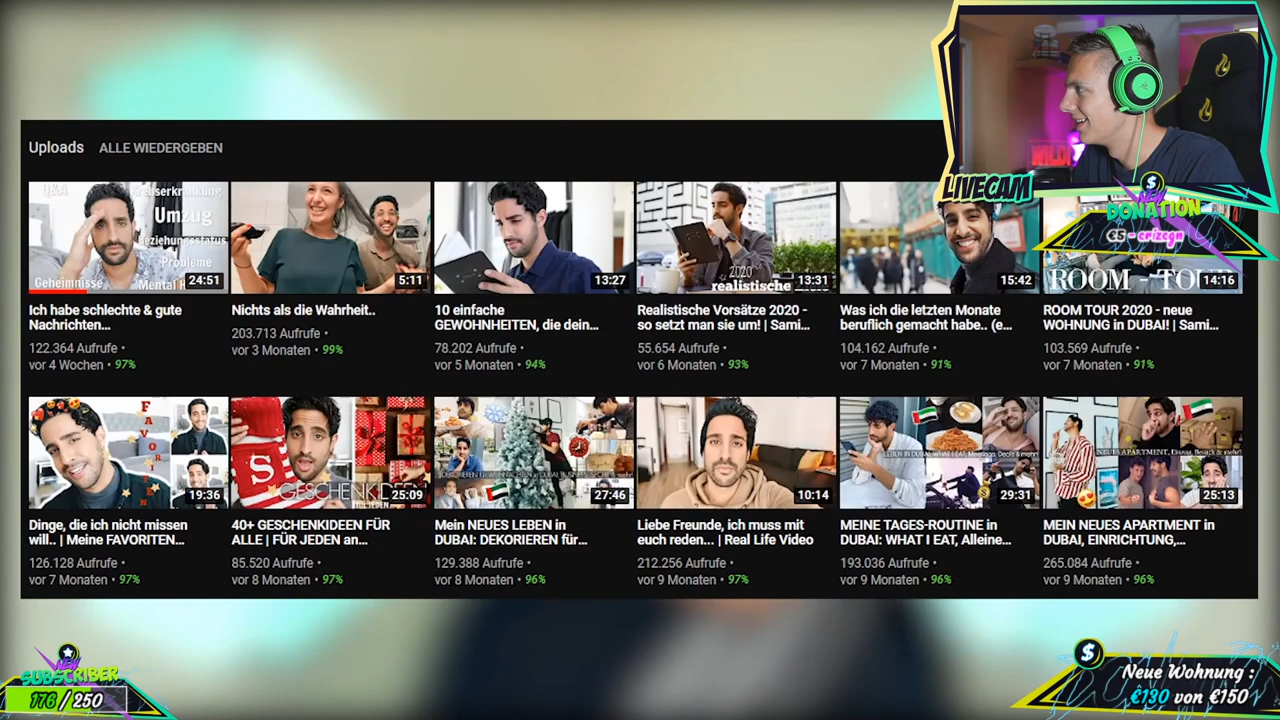 Uploads ALLE WIEDERGEBEN
WILD!
LIVECAM
NEW
DONATION
€5 - crizcgn
Q&A
Krebserkrankung
Umzug
Beziehungsstatus
Probleme
Geheimnisse
24:51
5:11
13:27
2020
realistische
13:31
15:42
ROOM - TO
14:16
Ich habe schlechte & gute
Nachrichten...
122.364 Aufrufe •
vor 4 Wochen • 97%
Nichts als die Wahrheit..
203.713 Aufrufe •
vor 3 Monaten • 99%
10 einfache
GEWOHNHEITEN, die dein...
78.202 Aufrufe •
vor 5 Monaten • 94%
Realistische Vorsätze 2020 -
so setzt man sie um! | Sami...
55.654 Aufrufe •
vor 6 Monaten • 93%
Was ich die letzten Monate
beruflich gemacht habe.. (e...
104.162 Aufrufe •
vor 7 Monaten • 91%
ROOM TOUR 2020 - neue
WOHNUNG in DUBAI! | Sami...
103.569 Aufrufe •
vor 7 Monaten • 91%
FAVORITEN
19:36
S
GESCHENKIDEEN
25:09
27:46
10:14
29:31
25:13
Dinge, die ich nicht missen
will.. | Meine FAVORITEN...
126.128 Aufrufe •
vor 7 Monaten • 97%
40+ GESCHENKIDEEN FÜR
ALLE | FÜR JEDEN an...
85.520 Aufrufe •
vor 8 Monaten • 97%
Mein NEUES LEBEN in
DUBAI: DEKORIEREN für...
129.388 Aufrufe •
vor 8 Monaten • 96%
Liebe Freunde, ich muss mit
euch reden... | Real Life Video
212.256 Aufrufe •
vor 9 Monaten • 97%
MEINE TAGES-ROUTINE in
DUBAI: WHAT I EAT, Alleine...
193.036 Aufrufe •
vor 9 Monaten • 96%
MEIN NEUES APARTMENT in
DUBAI, EINRICHTUNG,...
265.084 Aufrufe •
vor 9 Monaten • 96%
NEW
SUBSCRIBER
176 / 250
Neue Wohnung :
€130 von €150